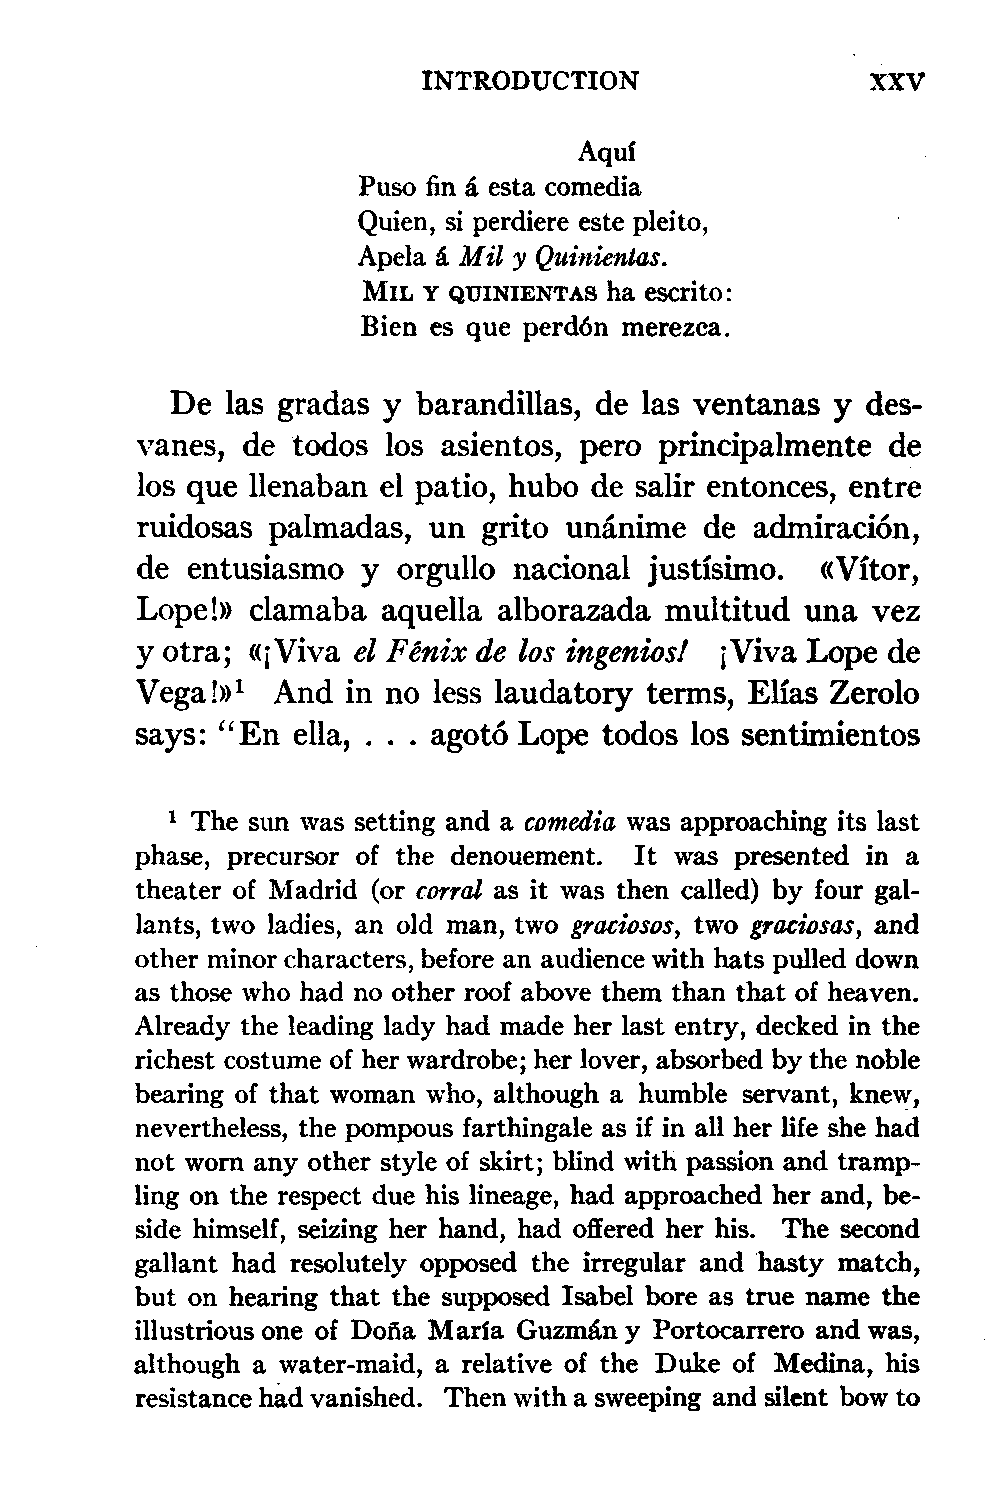 INTRODUCTION XXV
Aquí
Puso fin á esta comedia
Quien, si perdiere este pleito,
Apela á Mil y Quinientas.
MIL Y QUINIENTAS ha escrito:
Bien es que perdón merezca.
De las gradas y barandillas, de las ventanas y des-
vanes, de todos los asientos, pero principalmente de
los que llenaban el patio, hubo de salir entonces, entre
ruidosas palmadas, un grito unánime de admiración,
de entusiasmo y orgullo nacional justísimo. «Vítor,
Lope!» clamaba aquella alborazada multitud una vez
y otra; «¡Viva el Fénix de los ingenios! ¡Viva Lope de
Vega!»¹ And in no less laudatory terms, Elías Zerolo
says: “En ella, . . . agotó Lope todos los sentimientos
¹ The sun was setting and a comedia was approaching its last
phase, precursor of the denouement. It was presented in a
theater of Madrid (or corral as it was then called) by four gal-
lants, two ladies, an old man, two graciosos, two graciosas, and
other minor characters, before an audience with hats pulled down
as those who had no other roof above them than that of heaven.
Already the leading lady had made her last entry, decked in the
richest costume of her wardrobe; her lover, absorbed by the noble
bearing of that woman who, although a humble servant, knew,
nevertheless, the pompous farthingale as if in all her life she had
not worn any other style of skirt; blind with passion and tramp-
ling on the respect due his lineage, had approached her and, be-
side himself, seizing her hand, had offered her his. The second
gallant had resolutely opposed the irregular and hasty match,
but on hearing that the supposed Isabel bore as true name the
illustrious one of Doña María Guzmán y Portocarrero and was,
although a water-maid, a relative of the Duke of Medina, his
resistance had vanished. Then with a sweeping and silent bow to